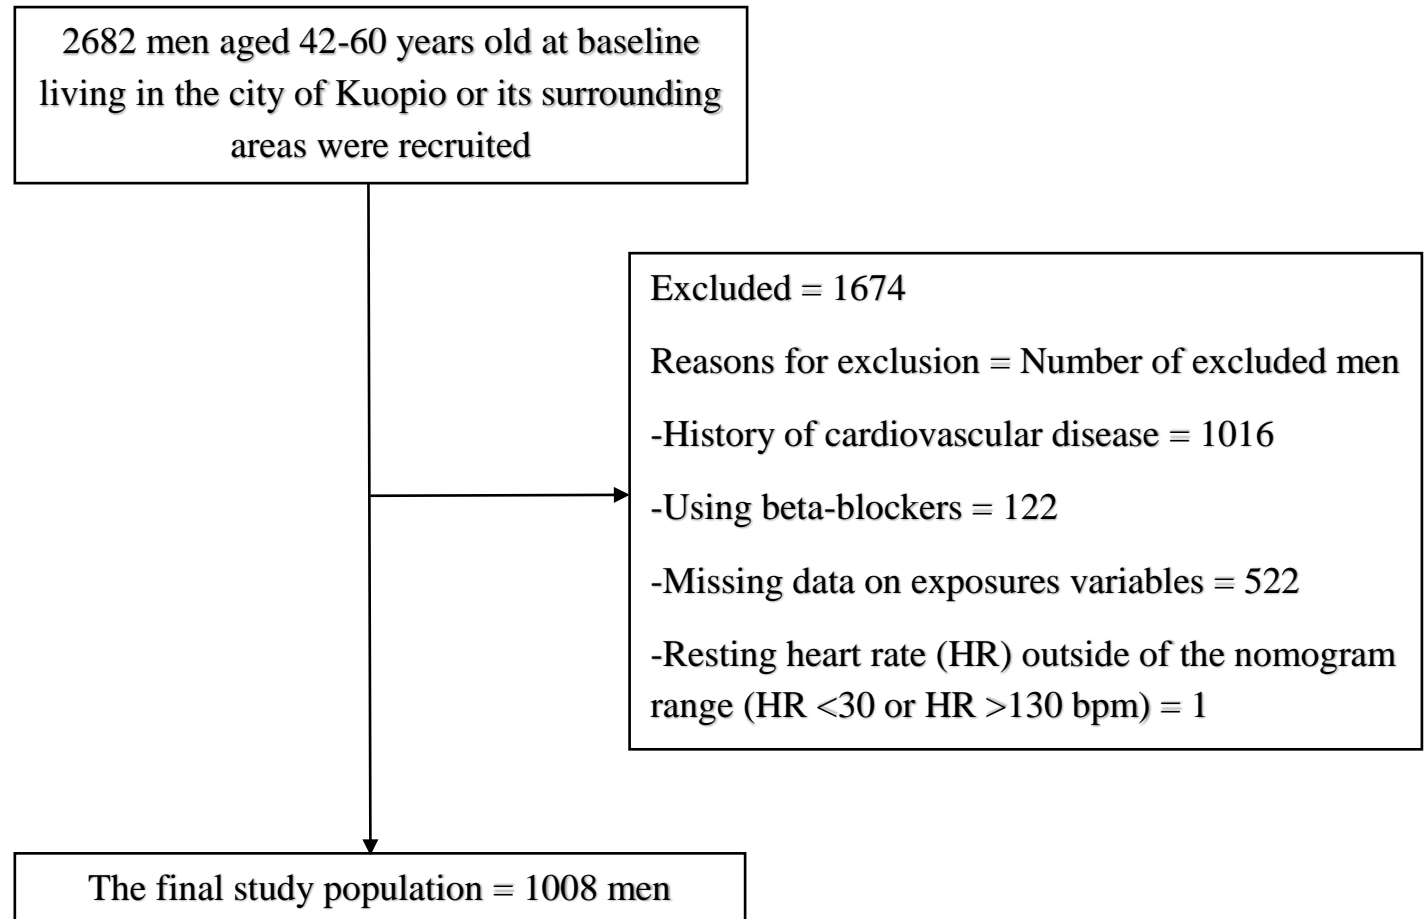 2682 men aged 42-60 years old at baseline
living in the city of Kuopio or its surrounding
areas were recruited
Excluded = 1674
Reasons for exclusion = Number of excluded men
-History of cardiovascular disease = 1016
-Using beta-blockers = 122
-Missing data on exposures variables = 522
-Resting heart rate (HR) outside of the nomogram
range (HR <30 or HR >130 bpm) = 1
The final study population = 1008 men